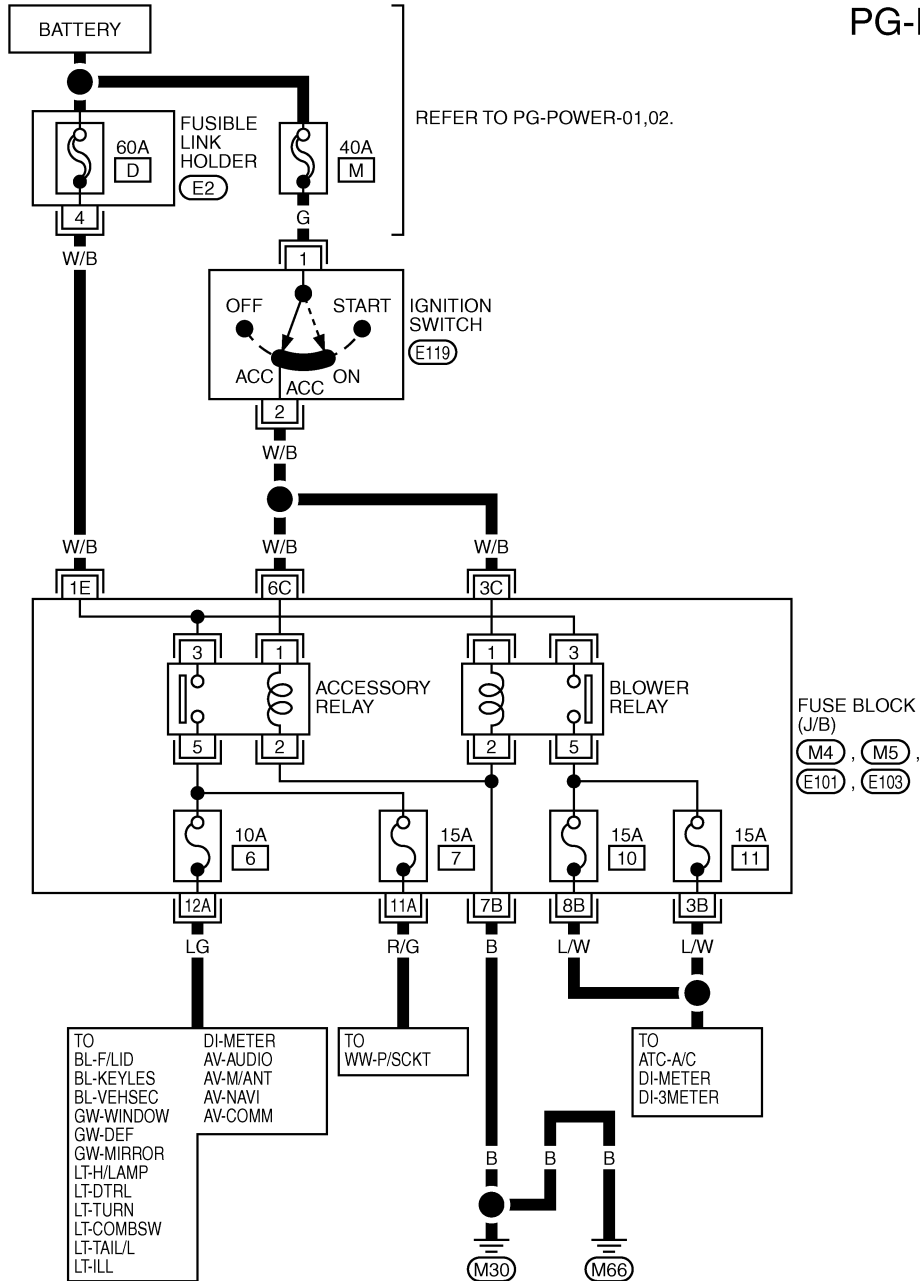 PG-
BATTERY
REFER TO PG-POWER-01,02.
60A
D
FUSIBLE
LINK
HOLDER
E2
40A
M
4
G
W/B
1
OFF
START
IGNITION
SWITCH
E119
ACC
ACC
ON
2
W/B
W/B
W/B
W/B
1E
6C
3C
3
1
1
3
ACCESSORY
RELAY
BLOWER
RELAY
5
2
2
5
FUSE BLOCK
(J/B)
M4 , M5 ,
E101 , E103
10A
6
15A
7
15A
10
15A
11
12A
11A
7B
8B
3B
LG
R/G
B
L/W
L/W
TO
BL-F/LID
BL-KEYLES
BL-VEHSEC
GW-WINDOW
GW-DEF
GW-MIRROR
LT-H/LAMP
LT-DTRL
LT-TURN
LT-COMBSW
LT-TAIL/L
LT-ILL
DI-METER
AV-AUDIO
AV-M/ANT
AV-NAVI
AV-COMM
TO
WW-P/SCKT
TO
ATC-A/C
DI-METER
DI-3METER
B
B
B
M30
M66